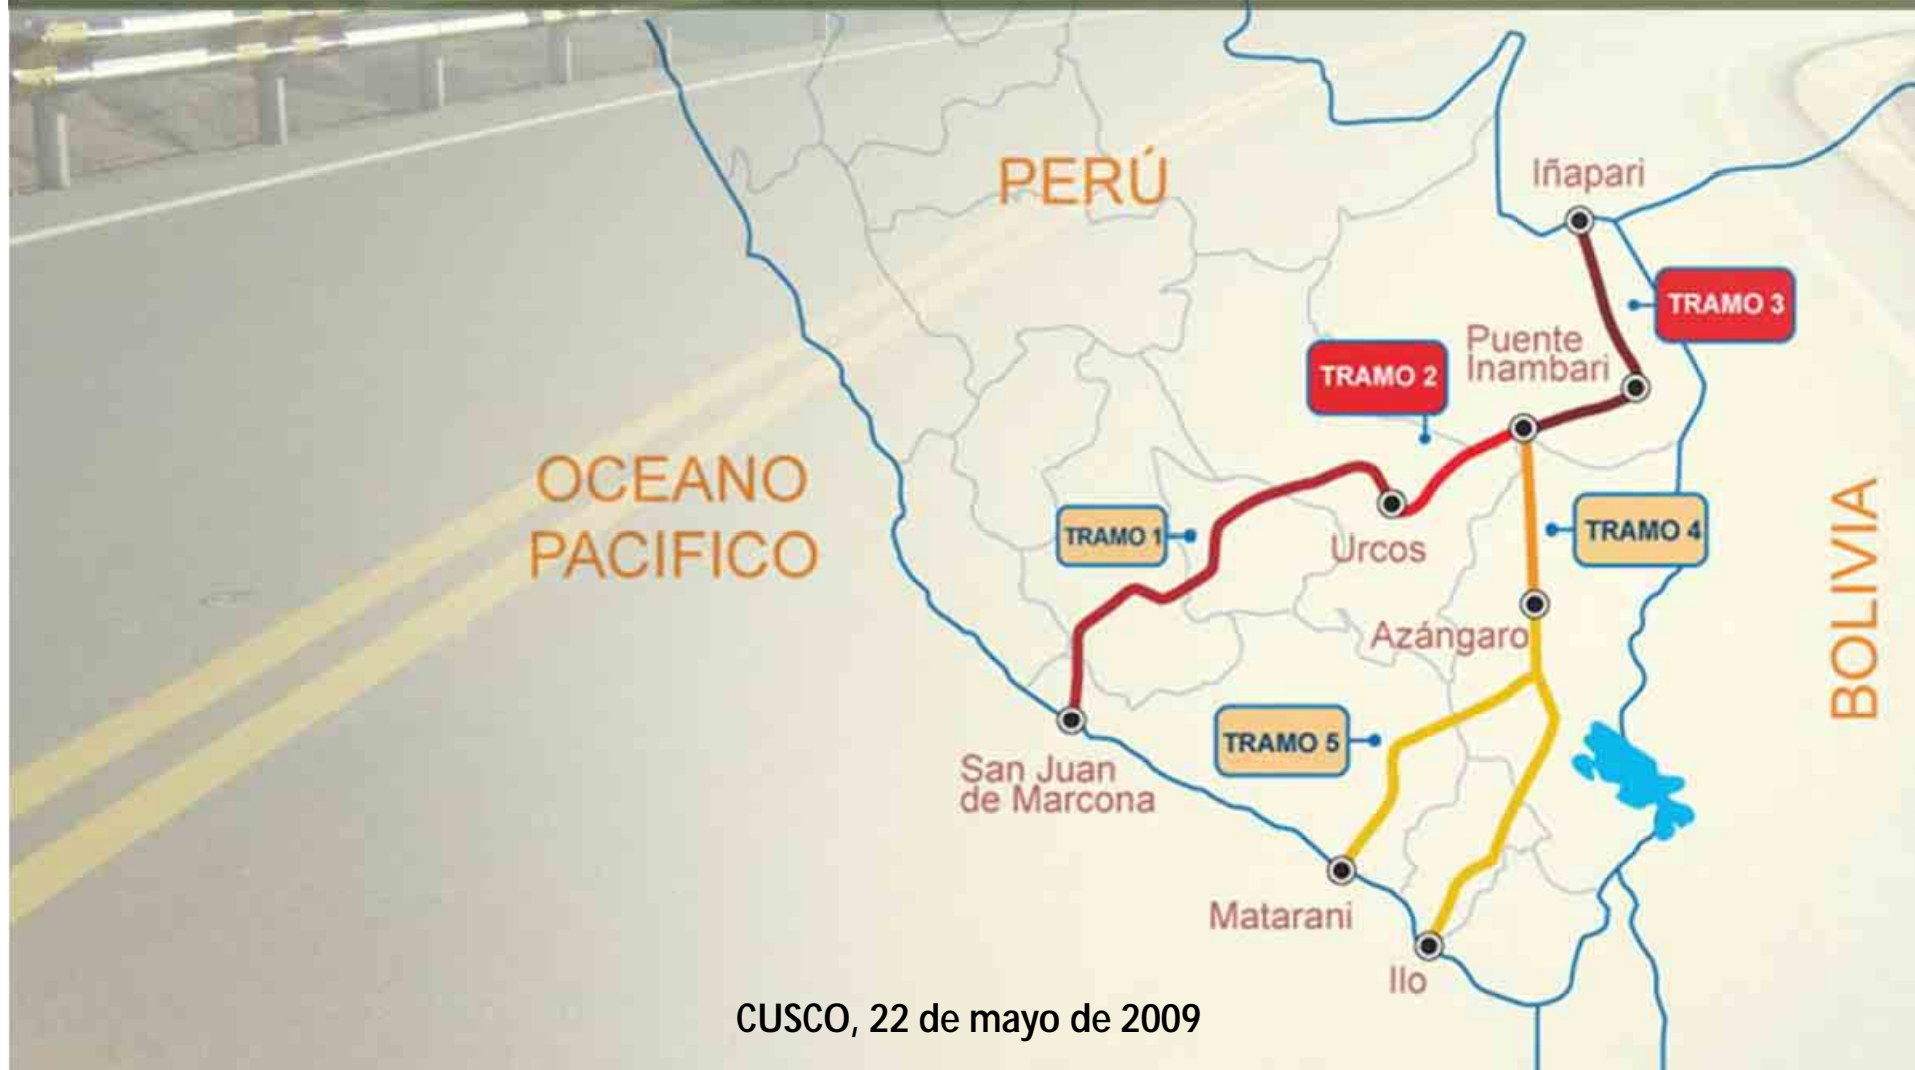 PERÚ
Iñapari
TRAMO 3
Puente
Inambari
TRAMO 2
OCEANO
PACIFICO
TRAMO 1
Urcos
TRAMO 4
BOLIVIA
Azángaro
TRAMO 5
San Juan
de Marcona
Matarani
Ilo
CUSCO, 22 de mayo de 2009